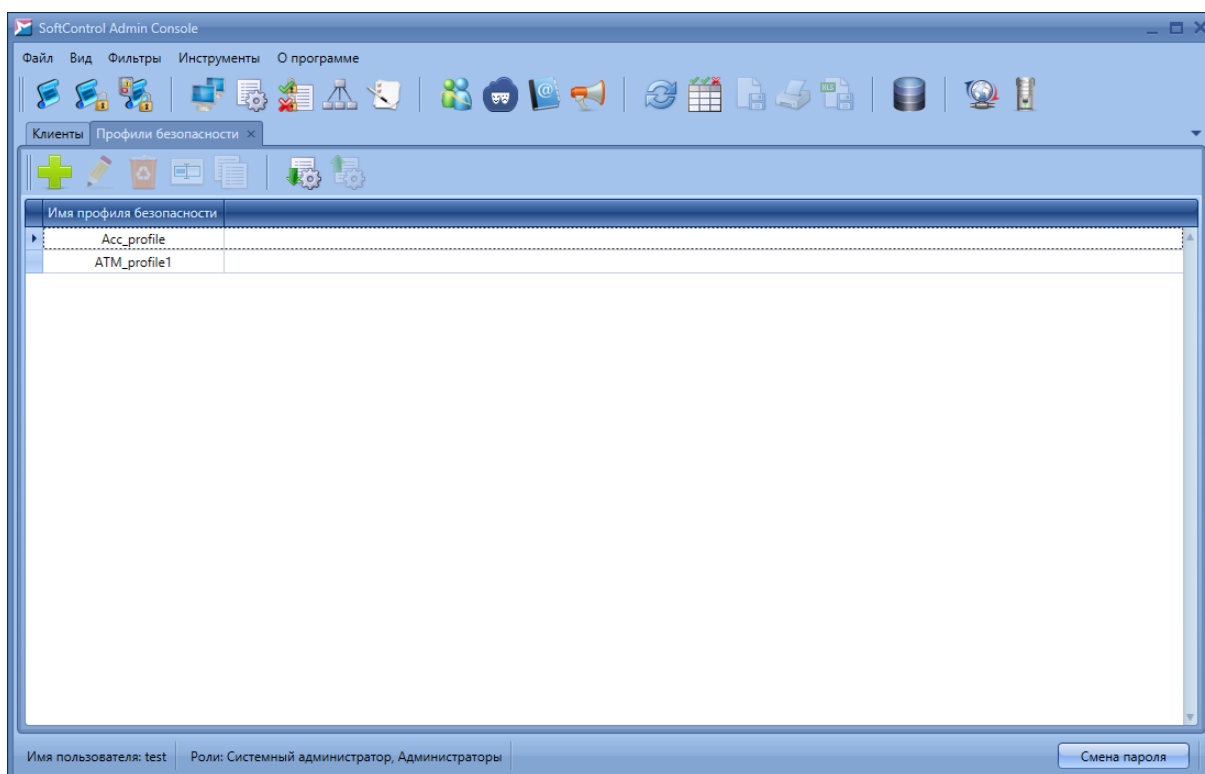 SoftControl Admin Console
Файл Вид Фильтры Инструменты О программе
Клиенты Профили безопасности
Имя профиля безопасности
Acc_profile
ATM_profile1
Имя пользователя: test Роли: Системный администратор, Администраторы Смена пароля